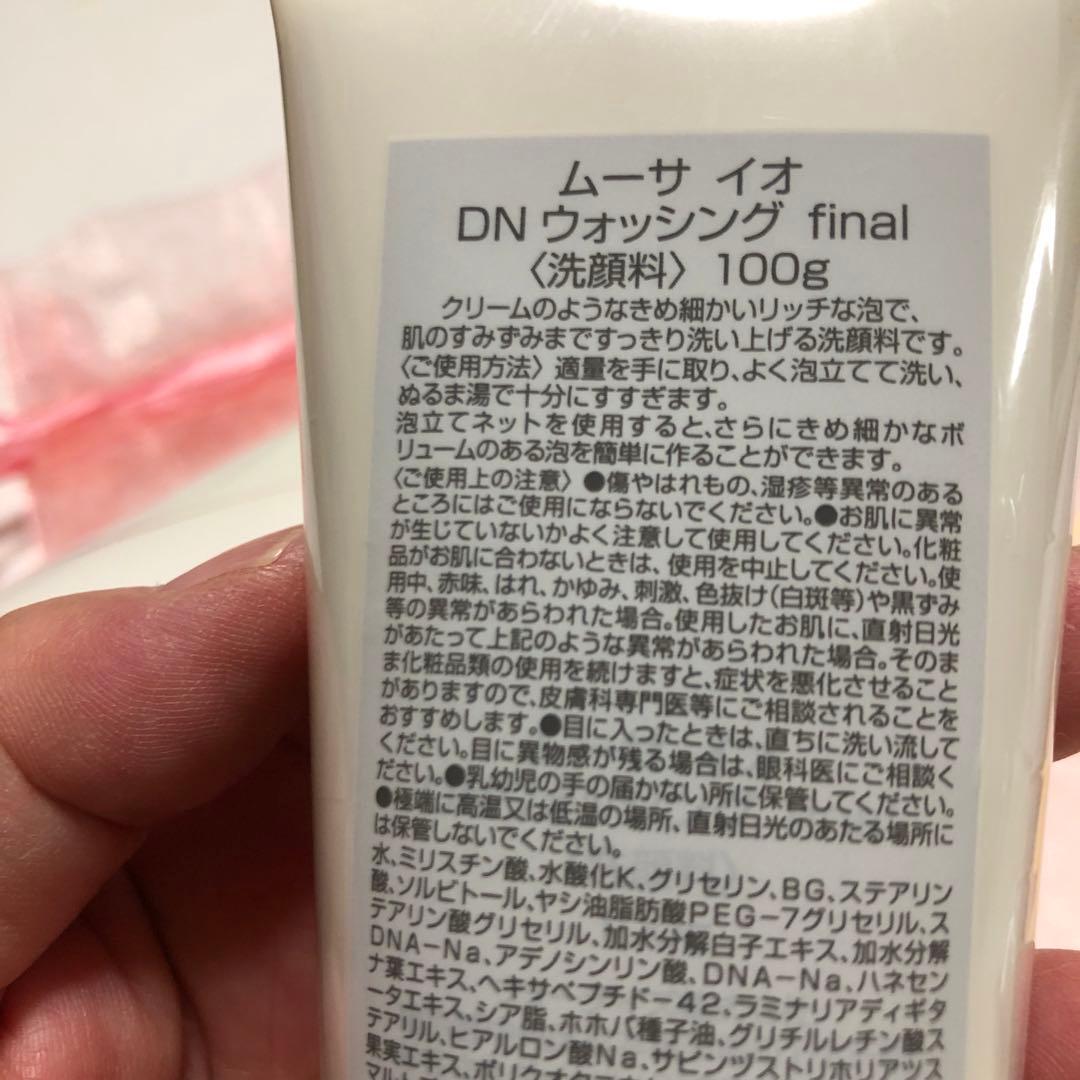 ムーサ イオ
DN ウォッシング final
〈洗顔料〉 100g
クリームのようなきめ細かいリッチな泡で、
肌のすみずみまですっきり洗い上げる洗顔料です。
〈ご使用方法〉適量を手に取り、よく泡立てて洗い、
ぬるま湯で十分にすすぎます。
泡立てネットを使用すると、さらにきめ細かなボ
リュームのある泡を簡単に作ることができます。
〈ご使用上の注意〉●傷やはれもの、湿疹等異常のある
ところにはご使用にならないでください。●お肌に異常
が生じていないかよく注意して使用してください。化粧
品がお肌に合わないときは、使用を中止してください。使
用中、赤味、はれ、かゆみ、刺激、色抜け(白斑等)や黒ずみ
等の異常があらわれた場合。使用したお肌に、直射日光
があたって上記のような異常があらわれた場合。そのま
ま化粧品類の使用を続けますと、症状を悪化させること
がありますので、皮膚科専門医等にご相談されることを
おすすめします。●目に入ったときは、直ちに洗い流して
ください。目に異物感が残る場合は、眼科医にご相談く
ださい。●乳幼児の手の届かない所に保管してください。
●極端に高温又は低温の場所、直射日光のあたる場所に
は保管しないでください。
水、ミリスチン酸、水酸化K、グリセリン、BG、ステアリン
酸、ソルビトール、ヤシ油脂肪酸PEG-7グリセリル、ス
テアリン酸グリセリル、加水分解白子エキス、加水分解
DNA-Na、アデノシンリン酸、DNA-Na、ハネセン
ナ葉エキス、ヘキサペプチド-42、ラミナリアディギタ
ータエキス、シア脂、ホホバ種子油、グリチルレチン酸ス
テアリル、ヒアルロン酸Na、サピンヅストリホリアツス
果実エキス、ポリクオタ